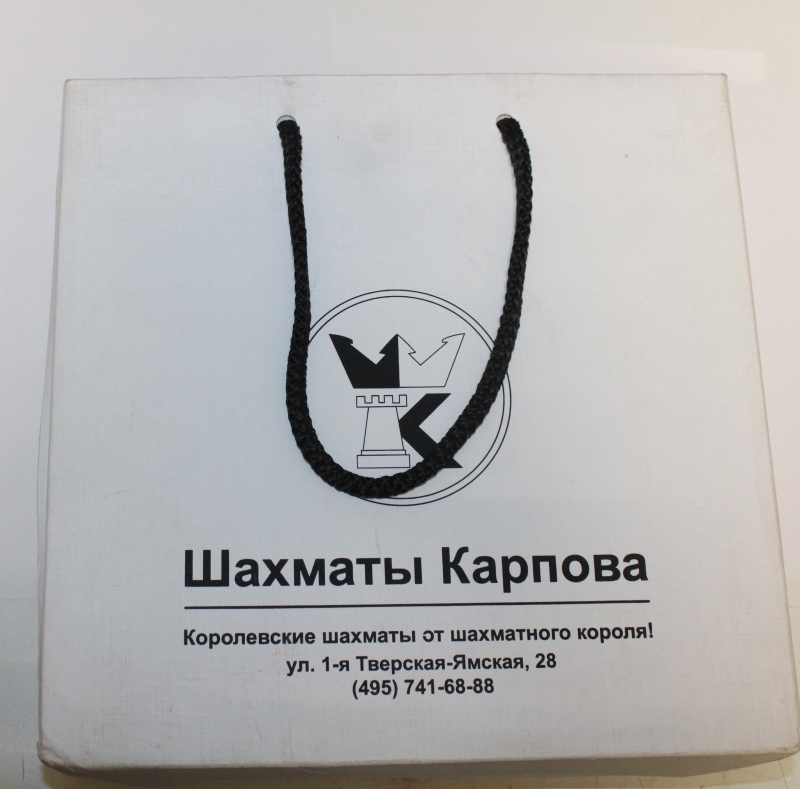 Шахматы Карпова
Королевские шахматы от шахматного короля!
ул. 1-я Тверская-Ямская, 28
(495) 741-68-88